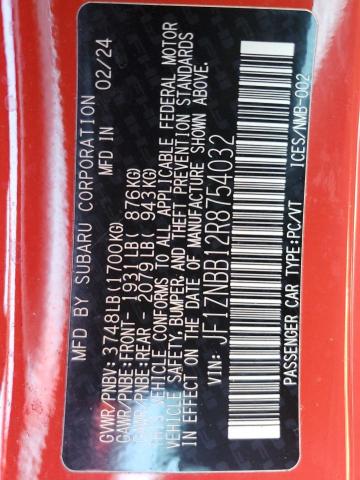 MFD BY SUBARU CORPORATION 02/24
GVWR/PNBV: 3748LB(1700KG)
GAWR/PNBE:FRONT - 1931LB( 876KG)
GAWR/PNBE:REAR - 2079LB( 943KG)
THIS VEHICLE CONFORMS TO ALL APPLICABLE FEDERAL MOTOR
VEHICLE SAFETY, BUMPER, AND THEFT PREVENTION STANDARDS
IN EFFECT ON THE DATE OF MANUFACTURE SHOWN ABOVE.
VIN: JF1ZNBB12R8754032
PASSENGER CAR TYPE:PC/VT ICES/NMB-002